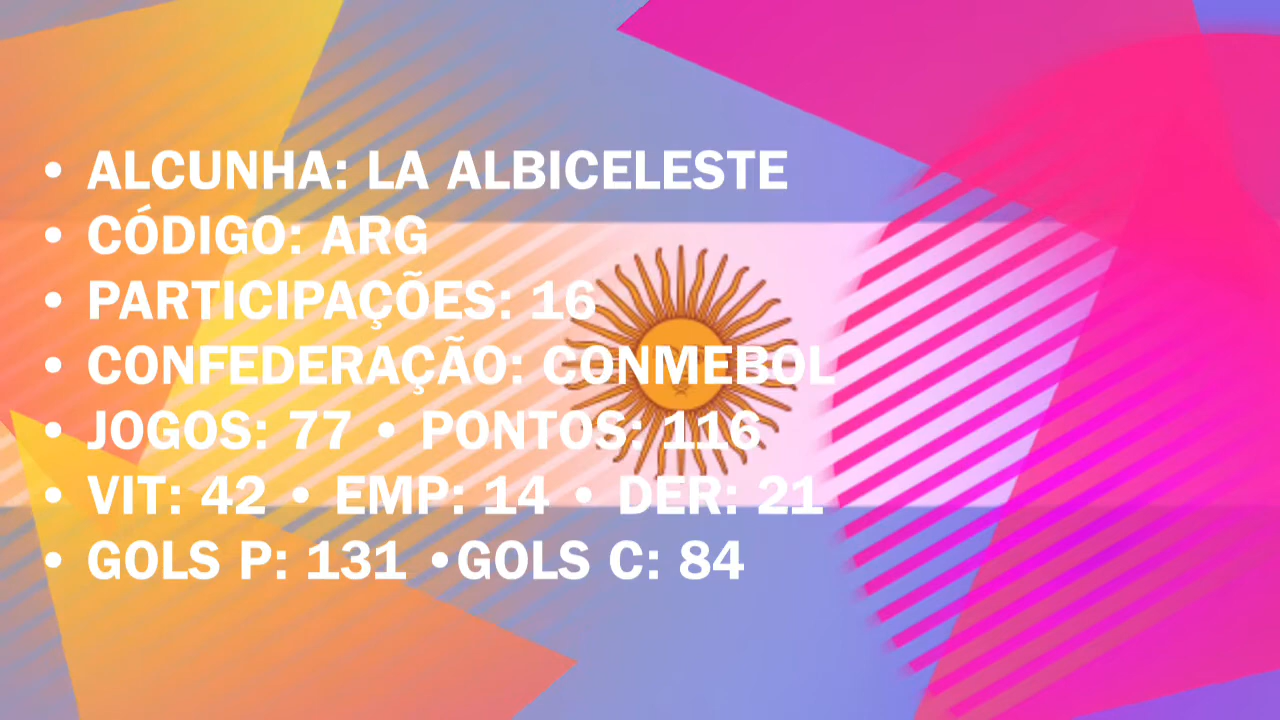 • ALCUNHA: LA ALBICELESTE
• CÓDIGO: ARG
• PARTICIPAÇÕES: 16
• CONFEDERAÇÃO: CONMEBOL
• JOGOS: 77 • PONTOS: 116
• VIT: 42 • EMP: 14 • DER: 21
• GOLS P: 131 •GOLS C: 84